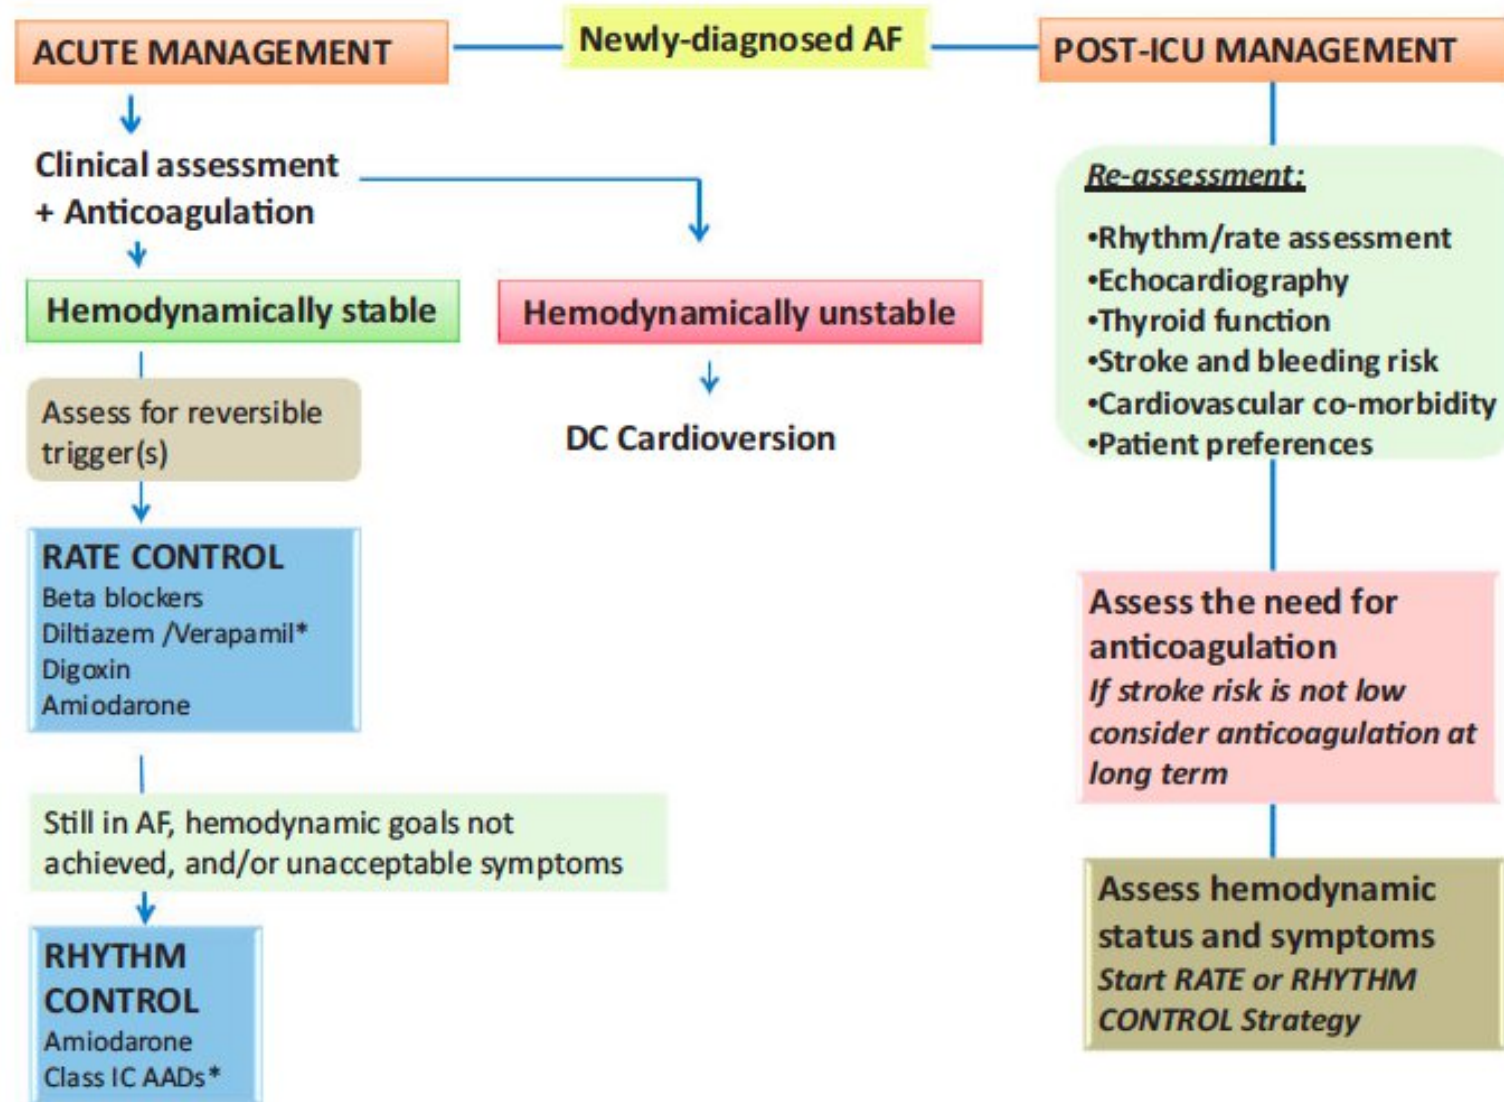 Newly-diagnosed AF
ACUTE MANAGEMENT
Clinical assessment
+ Anticoagulation
Hemodynamically stable
Assess for reversible
trigger(s)
RATE CONTROL
Beta blockers
Diltiazem /Verapamil*
Digoxin
Amiodarone
Still in AF, hemodynamic goals not
achieved, and/or unacceptable symptoms
RHYTHM
CONTROL
Amiodarone
Class IC AADs*
Hemodynamically unstable
DC Cardioversion
POST-ICU MANAGEMENT
Re-assessment:
•Rhythm/rate assessment
•Echocardiography
•Thyroid function
•Stroke and bleeding risk
•Cardiovascular co-morbidity
•Patient preferences
Assess the need for
anticoagulation
If stroke risk is not low
consider anticoagulation at
long term
Assess hemodynamic
status and symptoms
Start RATE or RHYTHM
CONTROL Strategy